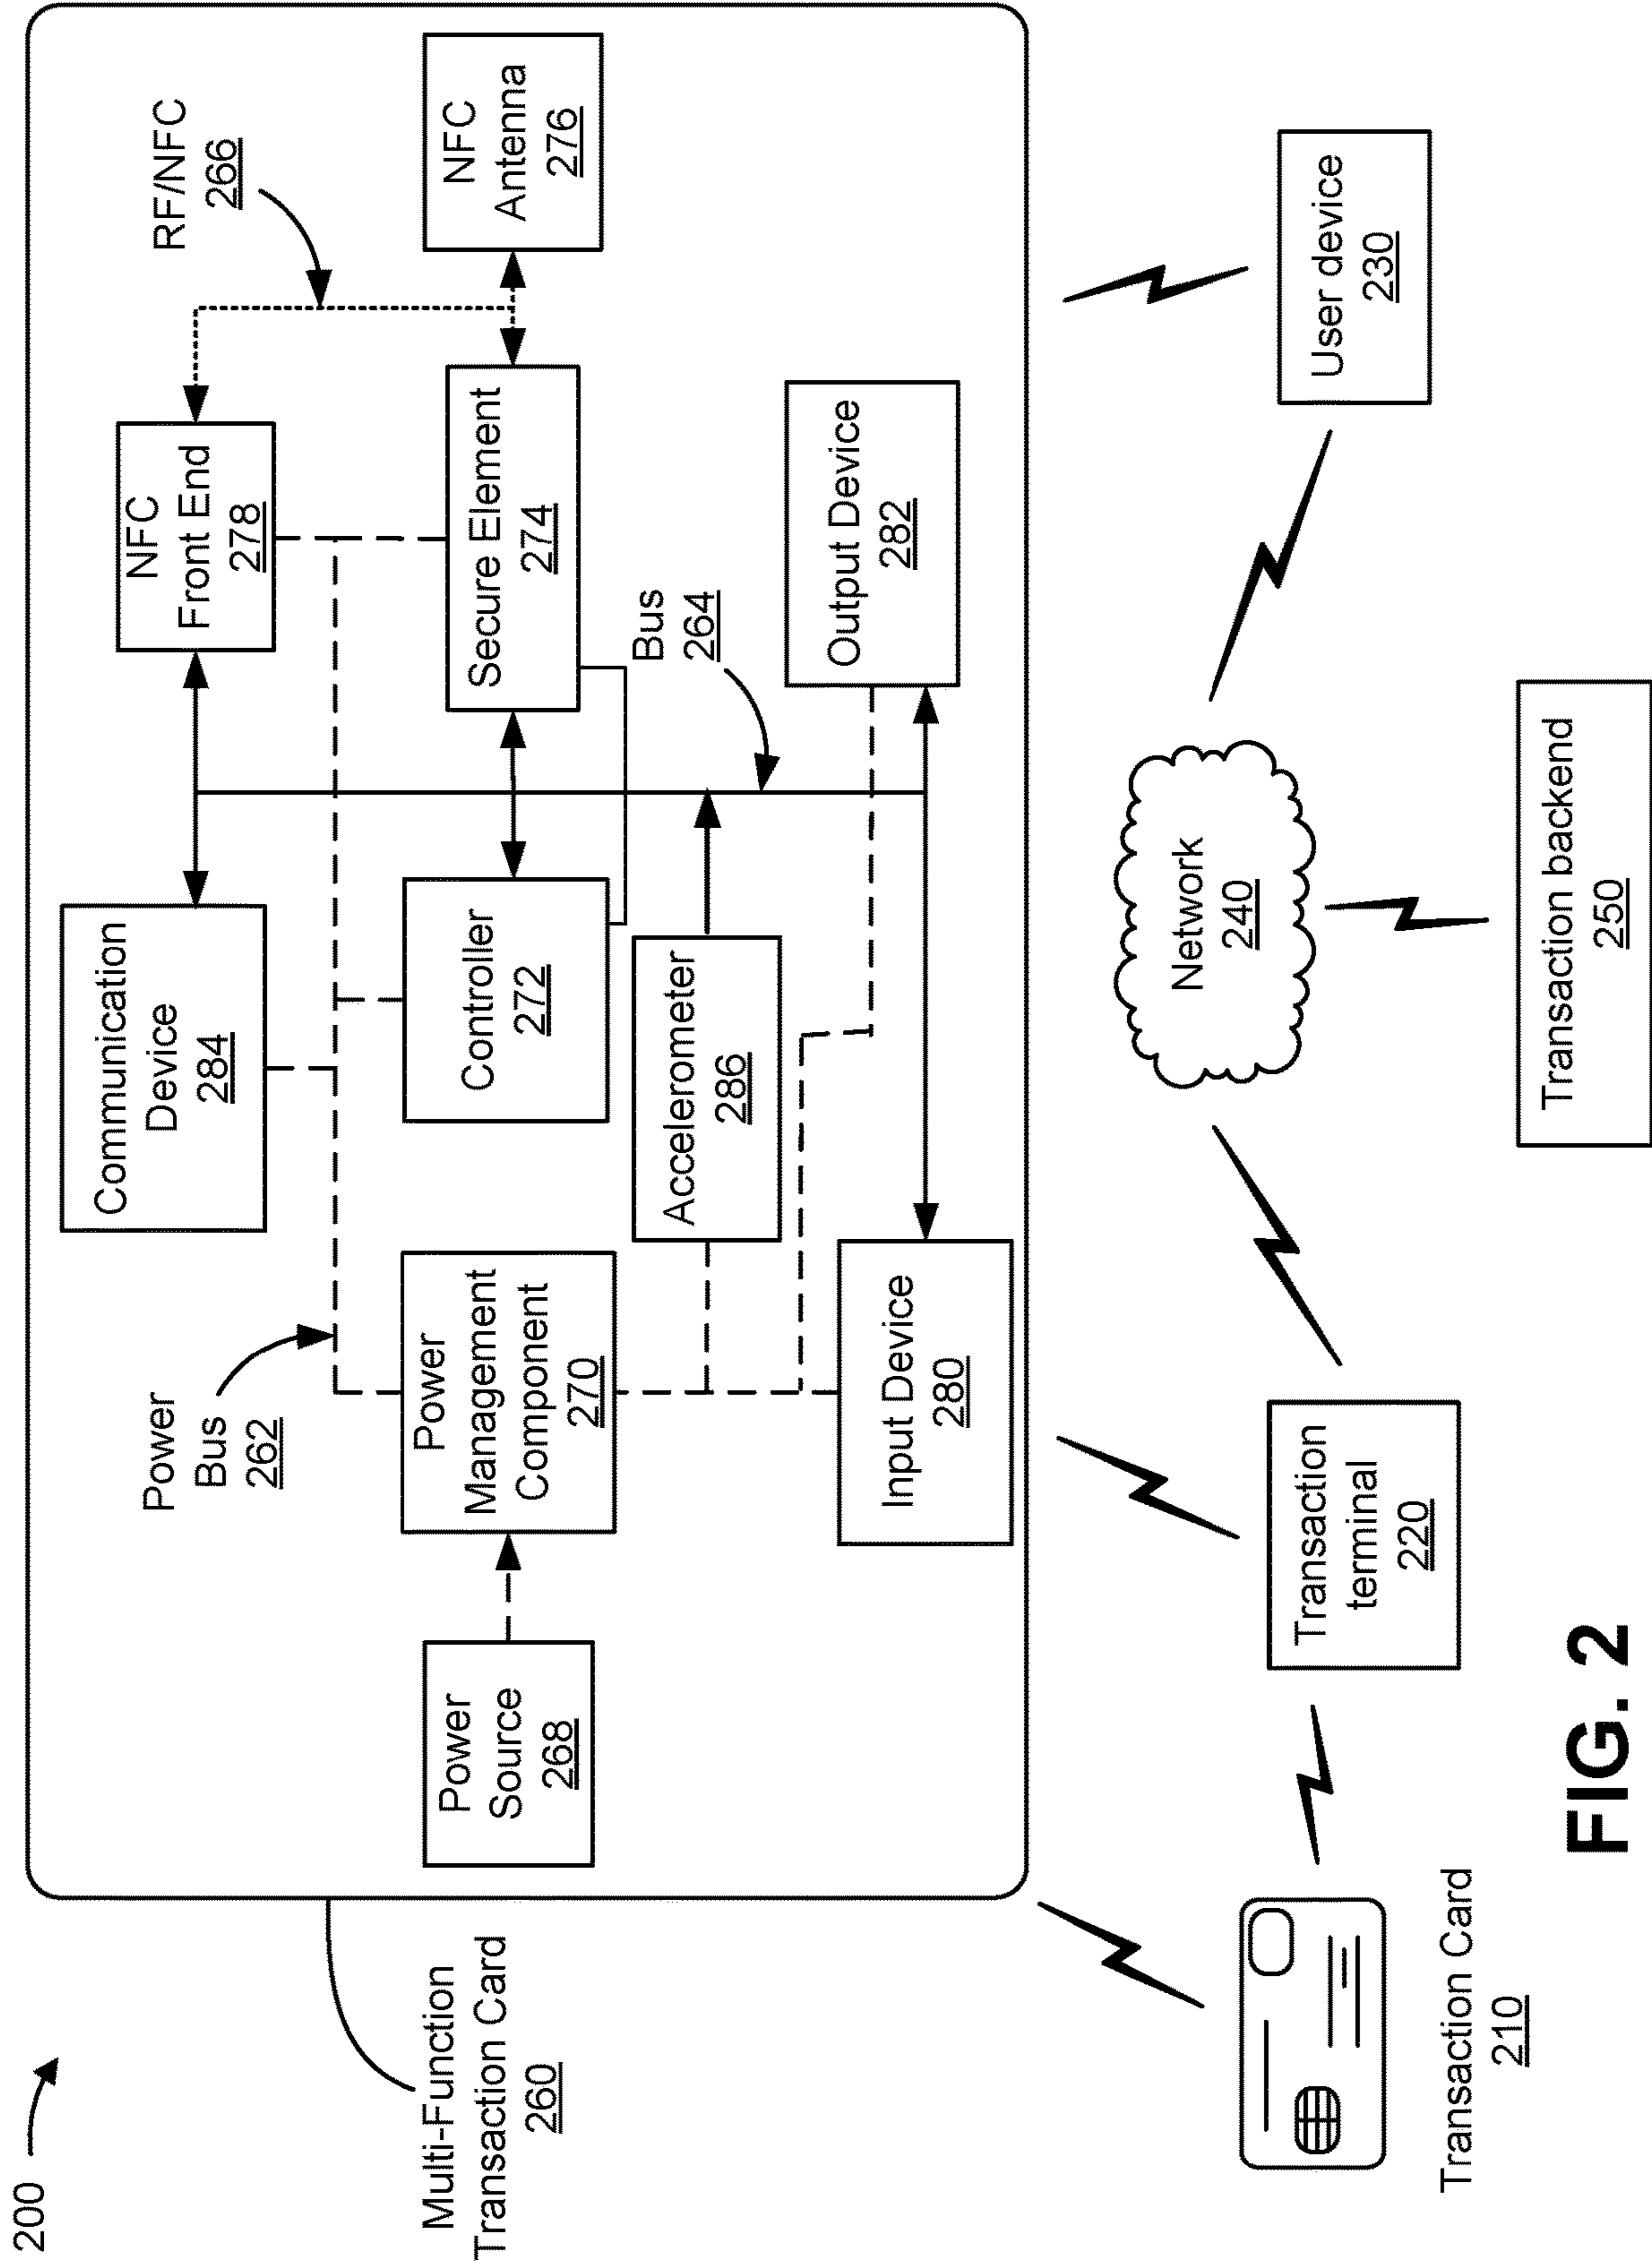 200
Multi-Function
Transaction Card
260
Power
Bus
262
Communication
Device
284
NFC
Front End
278
RF/NFC
266
Power
Source
268
Power
Management
Component
270
Controller
272
Secure Element
274
NFC
Antenna
276
Accelerometer
286
Bus
264
Input Device
280
Output Device
282
Transaction Card
210
Transaction
terminal
220
Network
240
User device
230
Transaction backend
250
FIG. 2